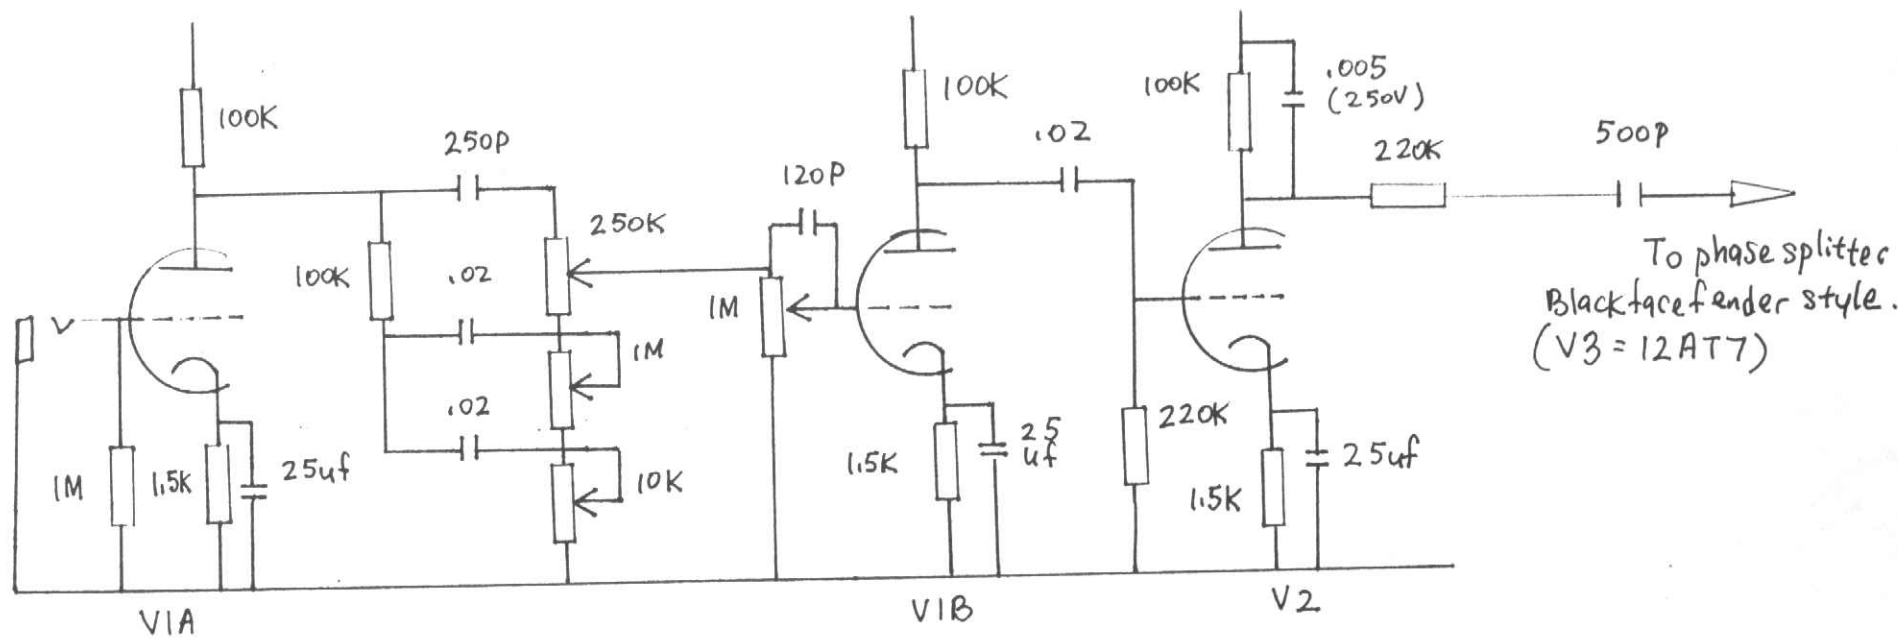 100K
250P
100K
.02
250K
.02
1M
10K
1M
1.5K
25uf
V1A
120P
1M
100K
.02
1.5K
25
uf
220K
V1B
100K
.005
(250V)
220K
500P
To phase splitter
Blackface fender style.
(V3 = 12AT7)
1.5K
25uf
V2